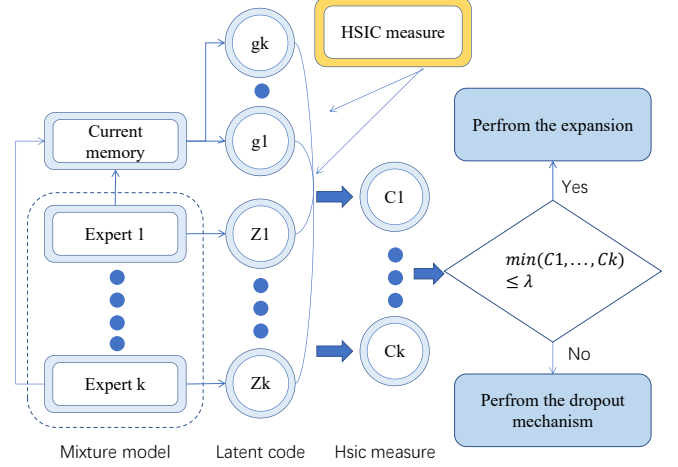 gk
HSIC measure
Current
memory
g1
Perfrom the expansion
Expert 1
Z1
C1
Yes
min(C1,...,Ck)
≤ λ
Expert k
Zk
Ck
No
Perfrom the dropout
mechanism
Mixture model
Latent code
Hsic measure